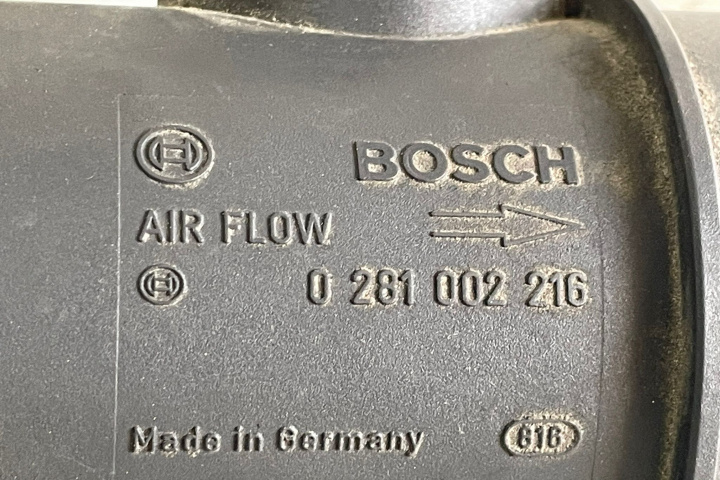 BOSCH
AIR FLOW
0 281 002 216
Made in Germany 616